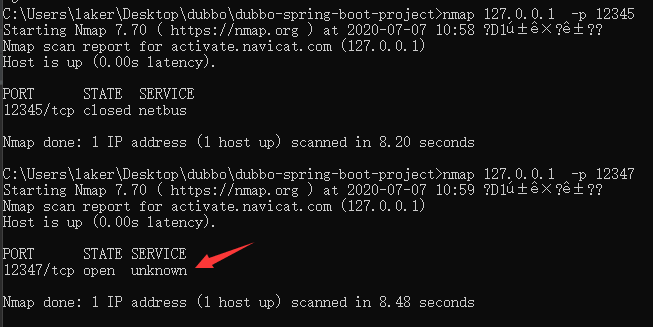 C:\Users\laker\Desktop\dubbo\dubbo-spring-boot-project>nmap 127.0.0.1  -p 12345
Starting Nmap 7.70 ( https://nmap.org ) at 2020-07-07 10:58 ?D1ú±ê×?ê±??
Nmap scan report for activate.navicat.com (127.0.0.1)
Host is up (0.00s latency).
PORT      STATE  SERVICE
12345/tcp closed netbus
Nmap done: 1 IP address (1 host up) scanned in 8.20 seconds
C:\Users\laker\Desktop\dubbo\dubbo-spring-boot-project>nmap 127.0.0.1  -p 12347
Starting Nmap 7.70 ( https://nmap.org ) at 2020-07-07 10:59 ?D1ú±ê×?ê±??
Nmap scan report for activate.navicat.com (127.0.0.1)
Host is up (0.00s latency).
PORT      STATE SERVICE
12347/tcp open  unknown
Nmap done: 1 IP address (1 host up) scanned in 8.48 seconds